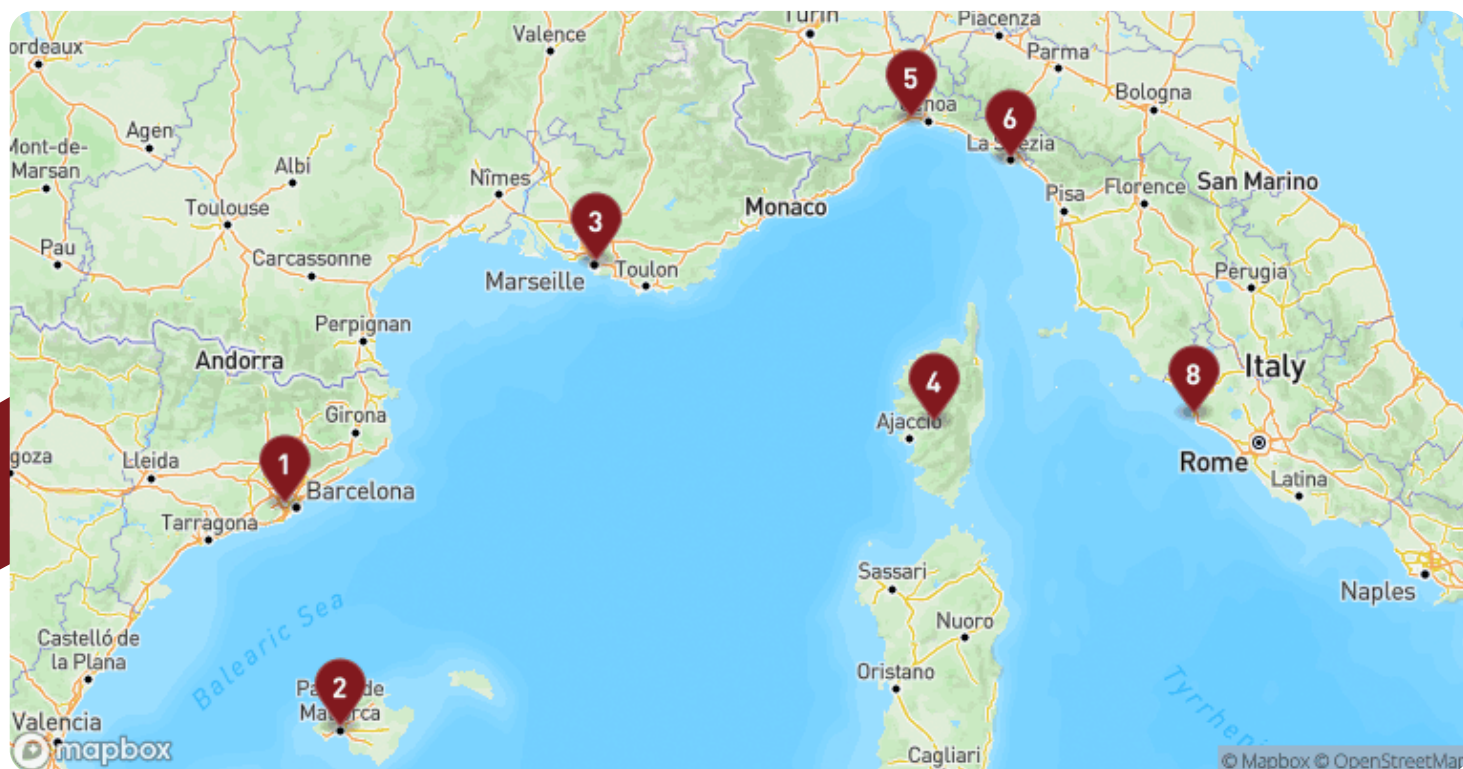 Turin
Piacenza
ordeaux
Valence
Parma
5
Bologna
Agen
6
Mont-de-
Marsan
Albi
Nîmes
La Spezia
San Marino
Pisa
Florence
Toulouse
3
Monaco
Pau
Carcassonne
Toulon
Marseille
Perugia
Perpignan
Andorra
4
8
Italy
Girona
Ajaccio
Lleida
1
Rome
Barcelona
Latina
Tarragona
Sassari
Naples
Balearic Sea
Nuoro
Castelló de
la Plana
Oristano
2
Palma de
Mallorca
Valencia
mapbox
Cagliari
© Mapbox © OpenStreetMap